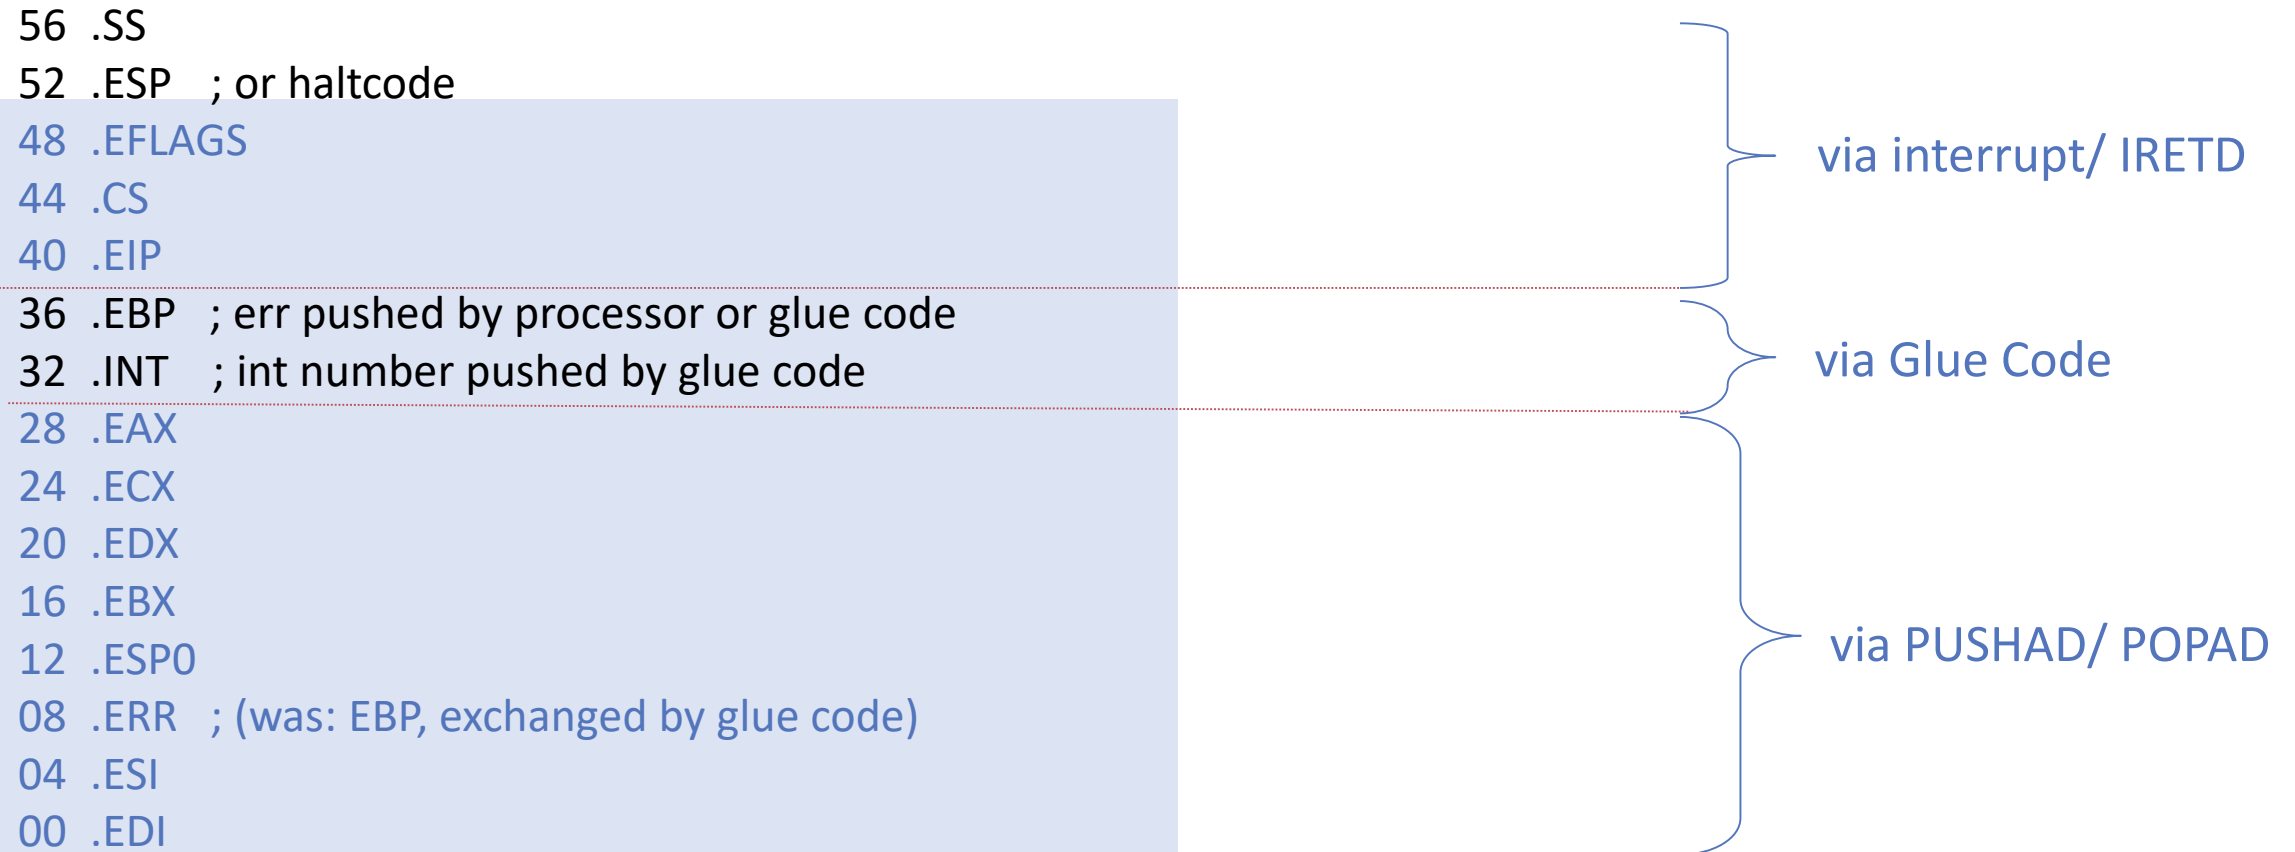 56 .SS
52 .ESP ; or haltcode
48 .EFLAGS
44 .CS
40 .EIP
via interrupt/ IRETD
36 .EBP ; err pushed by processor or glue code
32 .INT ; int number pushed by glue code
via Glue Code
28 .EAX
24 .ECX
20 .EDX
16 .EBX
12 .ESP0
08 .ERR ; (was: EBP, exchanged by glue code)
04 .ESI
00 .EDI
via PUSHAD/ POPAD